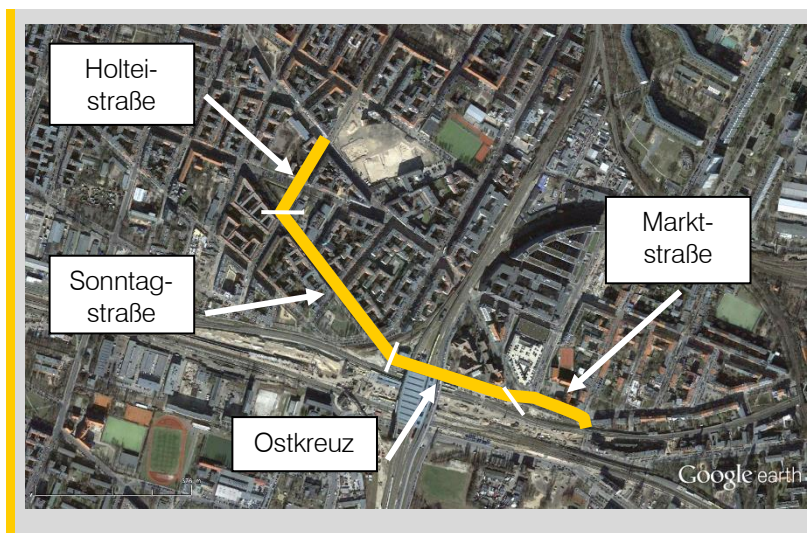 Holtei-
straße
Markt-
straße
Sonntag-
straße
Ostkreuz
Google earth